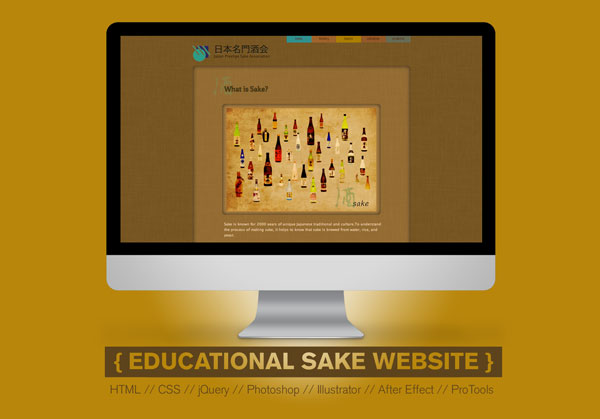 日本名門酒会
Japan Prestige Sake Association
What is Sake?
sake
Sake is known for 2000 years of unique Japanese traditional and culture.To understand
the process of making sake, it helps to know that sake is brewed from water, rice, and
yeast.
{ EDUCATIONAL SAKE WEBSITE }
HTML // CSS // jQuery // Photoshop // Illustrator // After Effect // ProTools